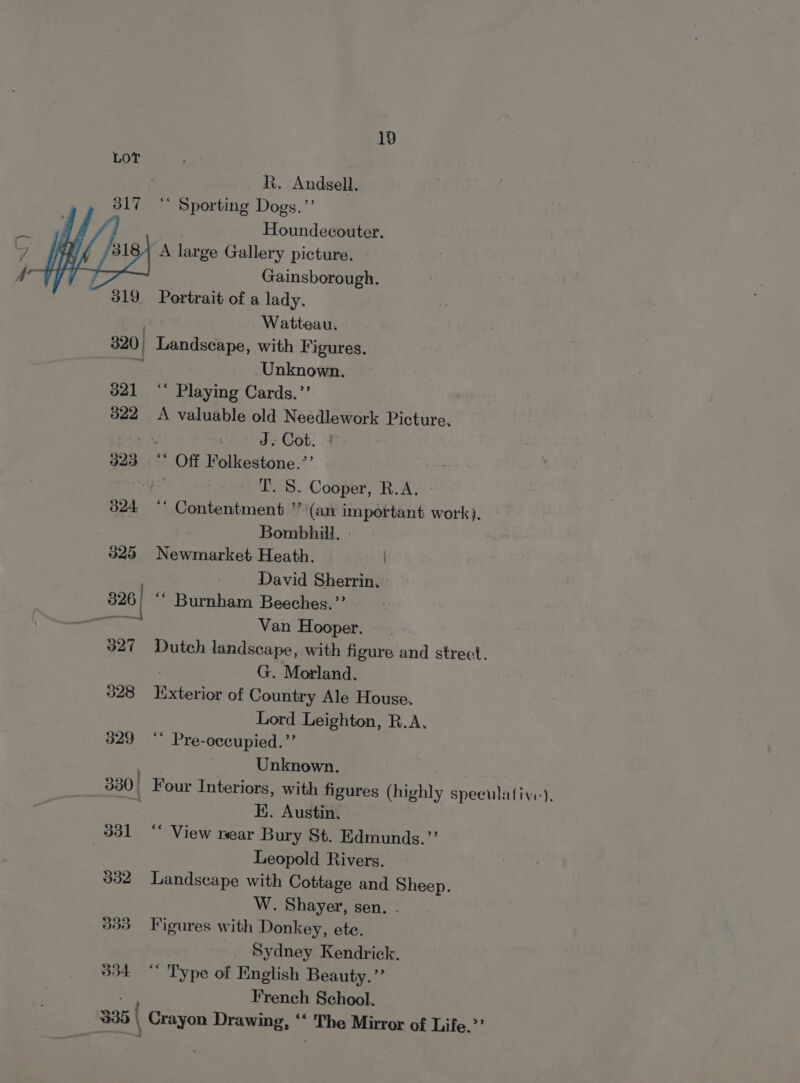 19
LOT
R. Andsell.
317 “ Sporting Dogs.”
Houndecouter.
318 A large Gallery picture.
Gainsborough.
319 Portrait of a lady.
Watteau.
320 Landscape, with Figures.
Unknown.
321 “ Playing Cards.”
322 A valuable old Needlework Picture.
J. Cot.
323 “ Off Folkestone.”
T. S. Cooper, R.A.
324 “ Contentment ” (an important work).
Bombhill.
325 Newmarket Heath.
David Sherrin.
326 “ Burnham Beeches.”
Van Hooper.
327 Dutch landscape, with figure and street.
G. Morland.
328 Exterior of Country Ale House.
Lord Leighton, R.A.
329 “ Pre-occupied.”
Unknown.
330 Four Interiors, with figures (highly speculative).
E. Austin.
331 “ View near Bury St. Edmunds.”
Leopold Rivers.
332 Landscape with Cottage and Sheep.
W. Shayer, sen.
333 Figures with Donkey, etc.
Sydney Kendrick.
334 “ Type of English Beauty.”
French School.
335 Crayon Drawing, “ The Mirror of Life.”